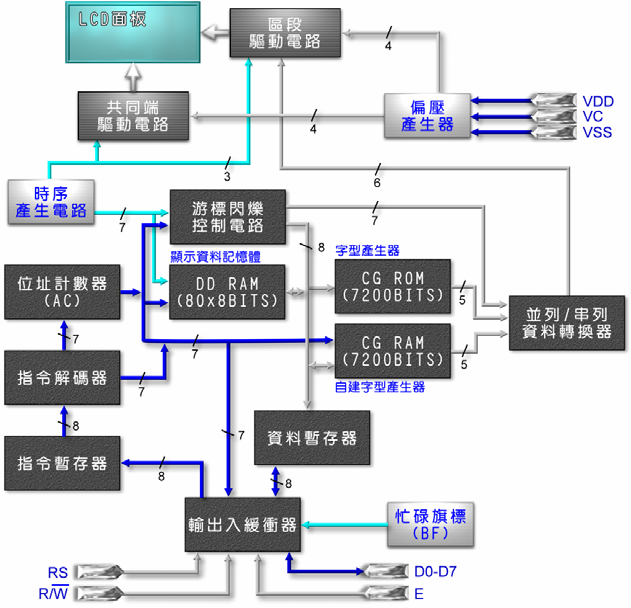 LCD面板
區段
驅動電路
4
共同端
驅動電路
4
偏壓
產生器
VDD
VC
VSS
3
6
時序
產生電路
7
游標閃爍
控制電路
7
8
顯示資料記憶體
字型產生器
位址計數器
(AC)
DD RAM
(80x8BITS)
CG ROM
(7200BITS)
5
並列/串列
資料轉換器
7
7
CG RAM
(7200BITS)
5
指令解碼器
7
自建字型產生器
8
7
資料暫存器
指令暫存器
8
8
輸出入緩衝器
忙碌旗標
(BF)
RS
D0-D7
R/W
E